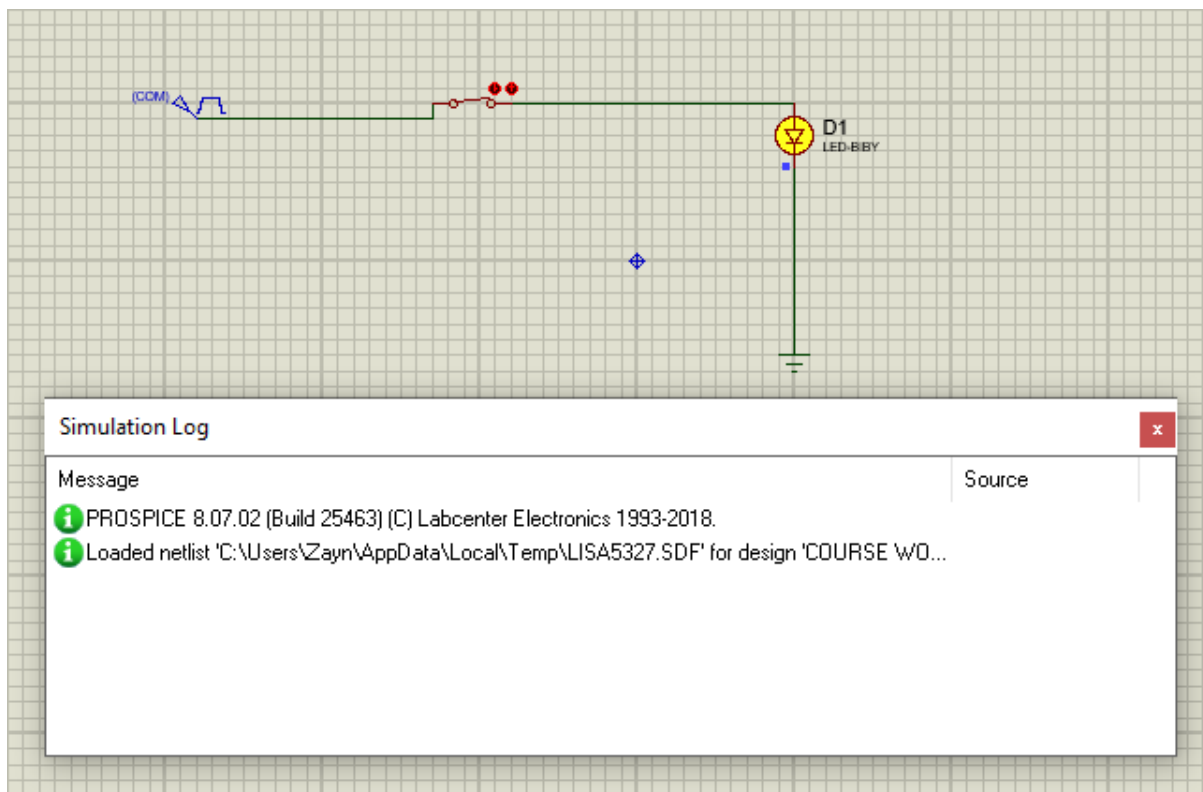 (COM)
D1
LED-BIBY
Simulation Log
x
Message Source
PROSPICE 8.07.02 (Build 25463) (C) Labcenter Electronics 1993-2018.
Loaded netlist 'C:\Users\Zayn\AppData\Local\Temp\LISA5327.SDF' for design 'COURSE WO...